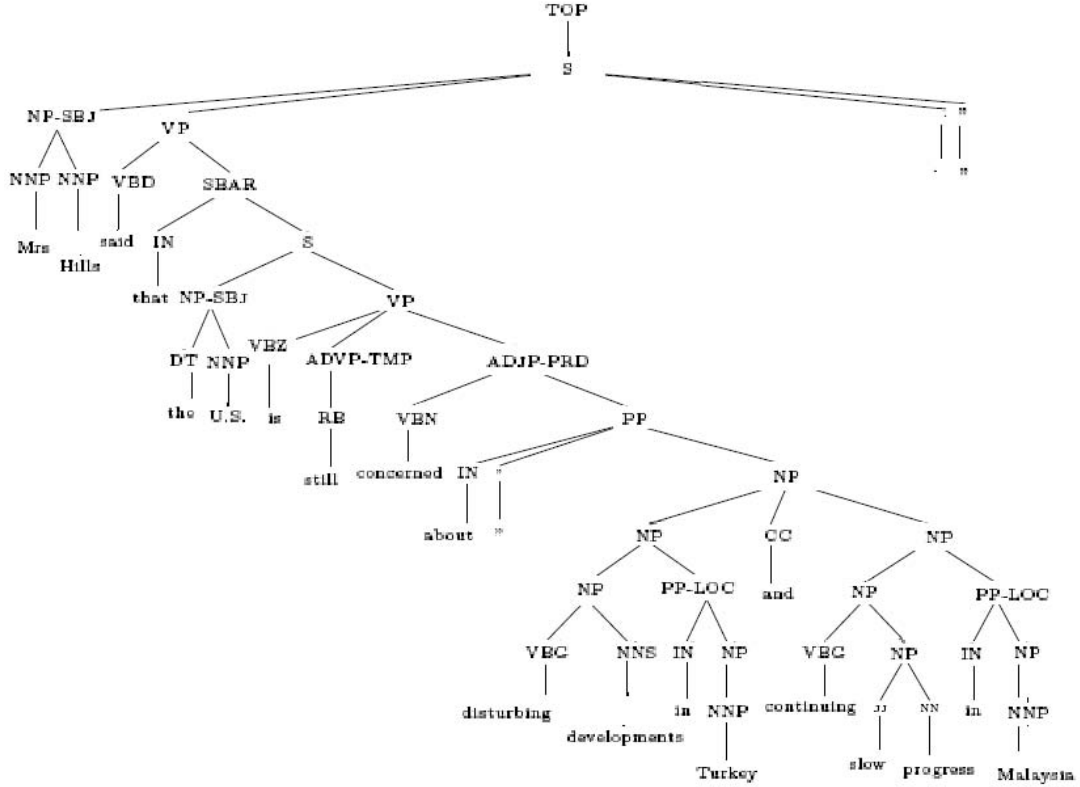 TOP
S
NP-SBJ VP . "
NNP NNP VBD SBAR . "
Mrs Hills said IN S
that NP-SBJ VP
DT NNP VBZ ADVP-TMP ADJP-PRD
the U.S. is RB VBN PP
still concerned IN " NP
about " NP CC NP
NP PP-LOC and NP PP-LOC
VBG NNS IN NP VBG NP IN NP
disturbing developments in NNP continuing JJ NN in NNP
Turkey slow progress Malaysia